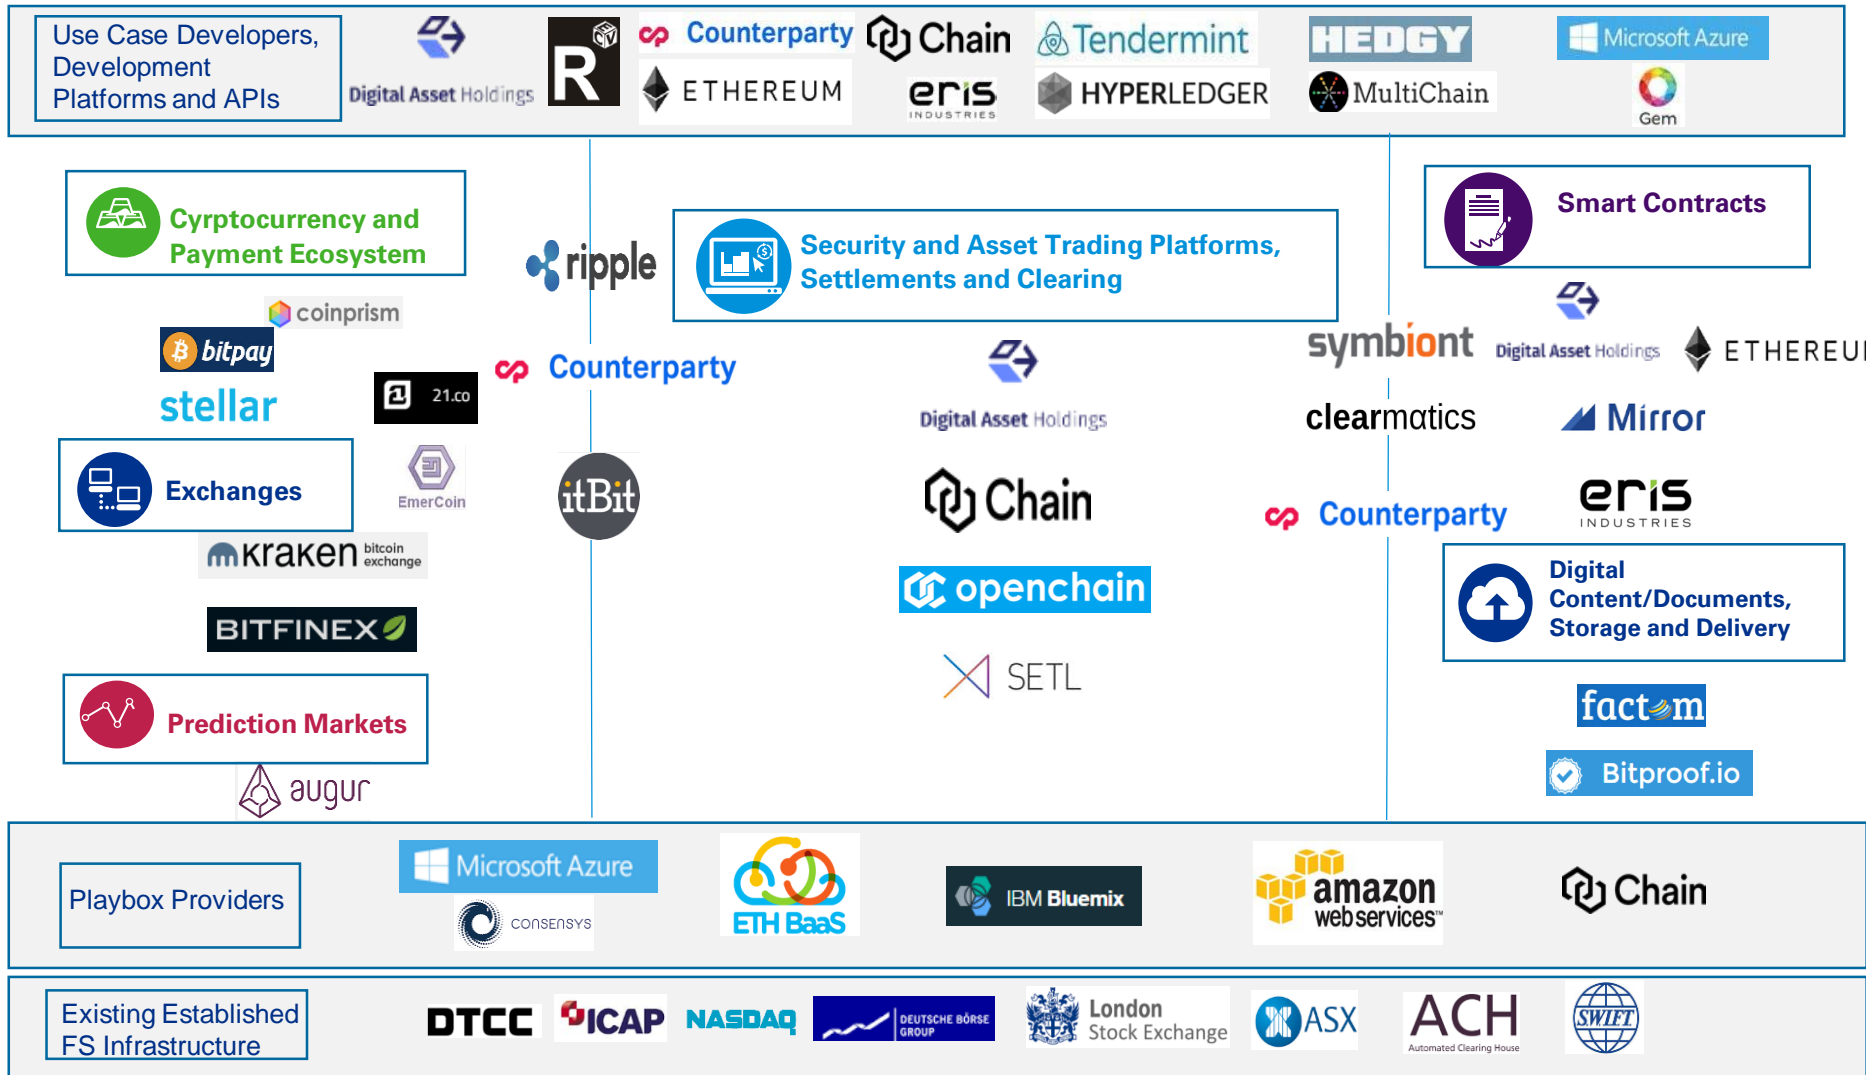 Use Case Developers,
Development
Platforms and APIs
Digital Asset Holdings
R
CEV
Counterparty
ETHEREUM
Chain
eris
INDUSTRIES
Tendermint
HYPERLEDGER
HEDGY
MultiChain
Microsoft Azure
Gem
Cyrptocurrency and
Payment Ecosystem
coinprism
bitpay
stellar
21.co
EmerCoin
Exchanges
kraken bitcoin
exchange
BITFINEX
Prediction Markets
augur
ripple
Counterparty
itBit
Security and Asset Trading Platforms,
Settlements and Clearing
Digital Asset Holdings
Chain
openchain
SETL
symbiont
clearmatics
Counterparty
Smart Contracts
Digital Asset Holdings
ETHEREU
Mirror
eris
INDUSTRIES
Digital
Content/Documents,
Storage and Delivery
factom
Bitproof.io
Playbox Providers
Microsoft Azure
CONSENSYS
ETH BaaS
IBM Bluemix
amazon
web services™
Chain
Existing Established
FS Infrastructure
DTCC
ICAP
NASDAQ
DEUTSCHE BÖRSE
GROUP
London
Stock Exchange
ASX
ACH
Automated Clearing House
SWIFT